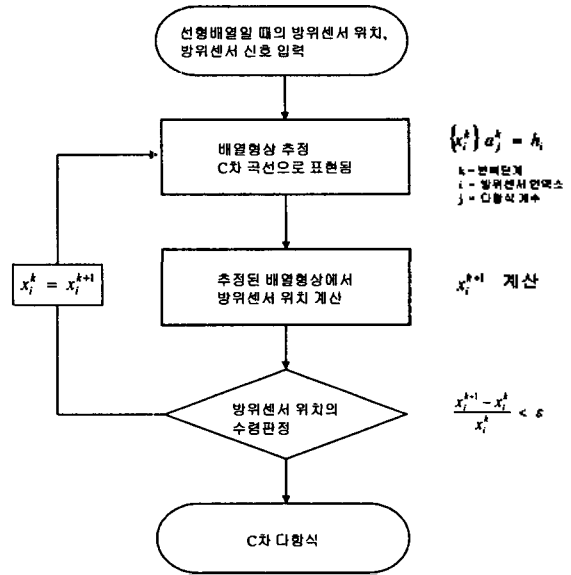 선형배열일 때의 방위센서 위치,
방위센서 신호 입력
배열형상 추정
C차 곡선으로 표현됨
{x_i^k} a_j^k = h_i
k = 반복단계
i = 방위센서 인덱스
j = 다항식 계수
x_i^k = x_i^{k+1}
추정된 배열형상에서
방위센서 위치 계산
x_i^{k+1} 계산
방위센서 위치의
수렴판정
\frac{x_i^{k+1} - x_i^k}{x_i^k} < ε
C차 다항식